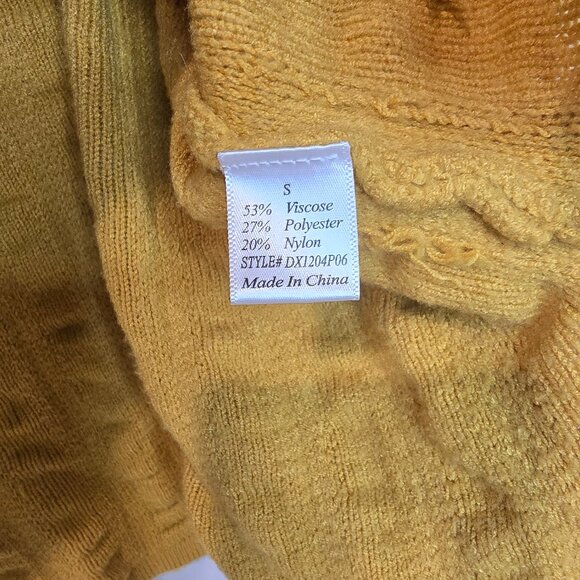 S
53% Viscose
27% Polyester
20% Nylon
STYLE# DX1204P06
Made In China